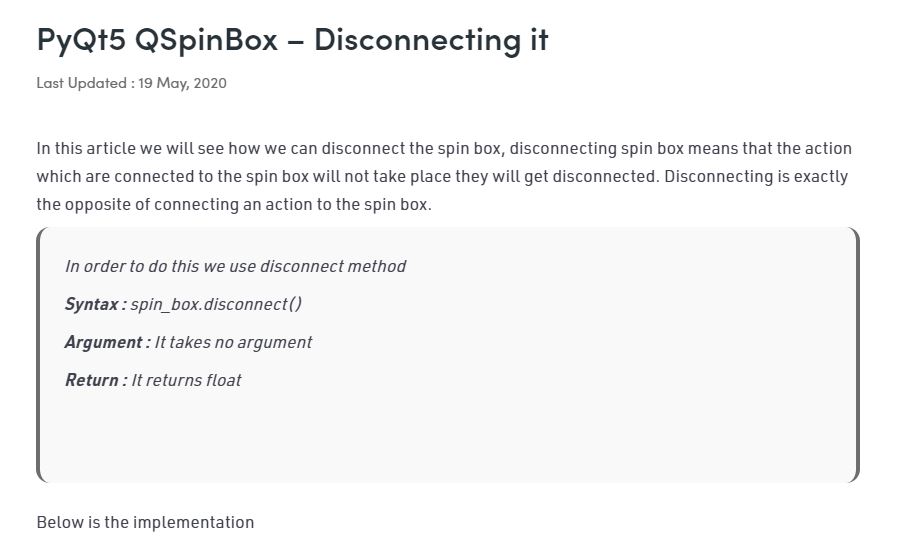 PyQt5 QSpinBox – Disconnecting it
Last Updated : 19 May, 2020
In this article we will see how we can disconnect the spin box, disconnecting spin box means that the action
which are connected to the spin box will not take place they will get disconnected. Disconnecting is exactly
the opposite of connecting an action to the spin box.
In order to do this we use disconnect method
Syntax : spin_box.disconnect()
Argument : It takes no argument
Return : It returns float
Below is the implementation